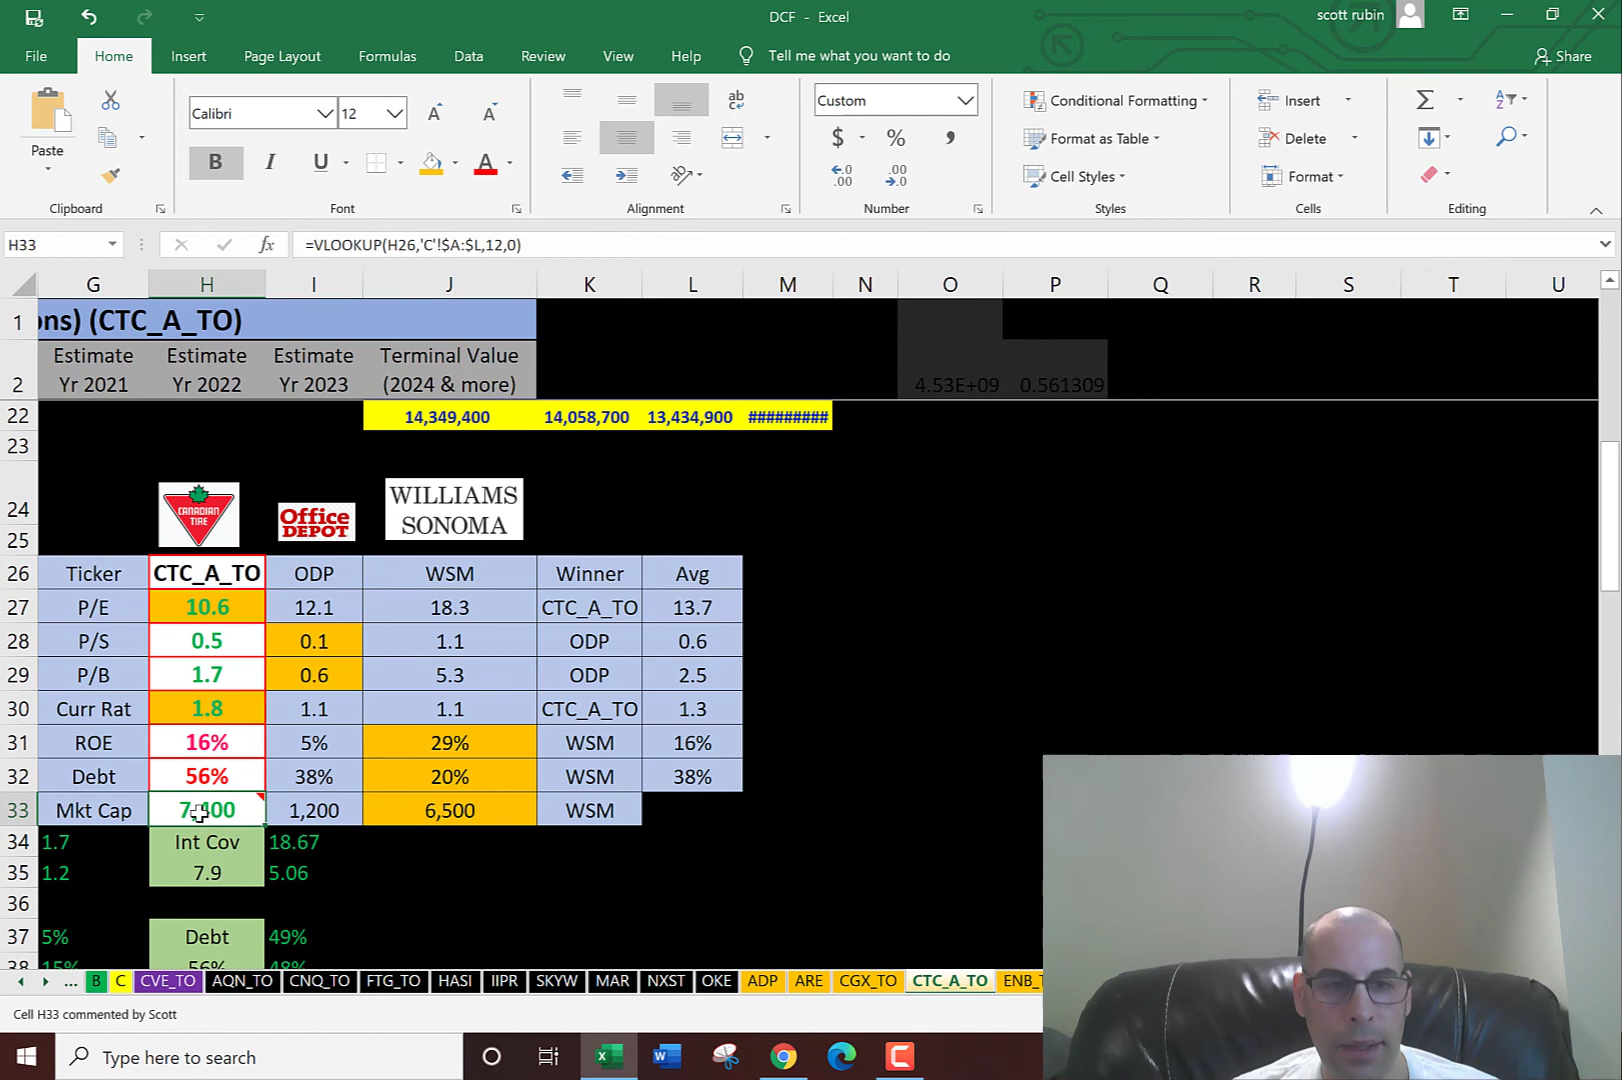 DCF - Excel
scott rubin
File Home Insert Page Layout Formulas Data Review View Help Tell me what you want to do Share
Paste
Calibri 12
B I U A
ab
Custom
$ %
.00
Conditional Formatting
Format as Table
Cell Styles
Insert
Delete
Format
Clipboard Font Alignment Number Styles Cells Editing
H33 fx =VLOOKUP(H26,'C'!$A:$L,12,0)
G H I J K L M N O P Q R S T U
1 ons) (CTC_A_TO)
Estimate Estimate Estimate Terminal Value
2 Yr 2021 Yr 2022 Yr 2023 (2024 & more) 4.53E+09 0.561309
22 14,349,400 14,058,700 13,434,900 #########
23
24 CANADIAN TIRE Office DEPOT WILLIAMS SONOMA
25
26 Ticker CTC_A_TO ODP WSM Winner Avg
27 P/E 10.6 12.1 18.3 CTC_A_TO 13.7
28 P/S 0.5 0.1 1.1 ODP 0.6
29 P/B 1.7 0.6 5.3 ODP 2.5
30 Curr Rat 1.8 1.1 1.1 CTC_A_TO 1.3
31 ROE 16% 5% 29% WSM 16%
32 Debt 56% 38% 20% WSM 38%
33 Mkt Cap 7,400 1,200 6,500 WSM
34 1.7 Int Cov 18.67
35 1.2 7.9 5.06
36
37 5% Debt 49%
38 15% 56% 48%
... B C CVE_TO AQN_TO CNQ_TO FTG_TO HASI IIPR SKYW MAR NXST OKE ADP ARE CGX_TO CTC_A_TO ENB_T
Cell H33 commented by Scott
Type here to search